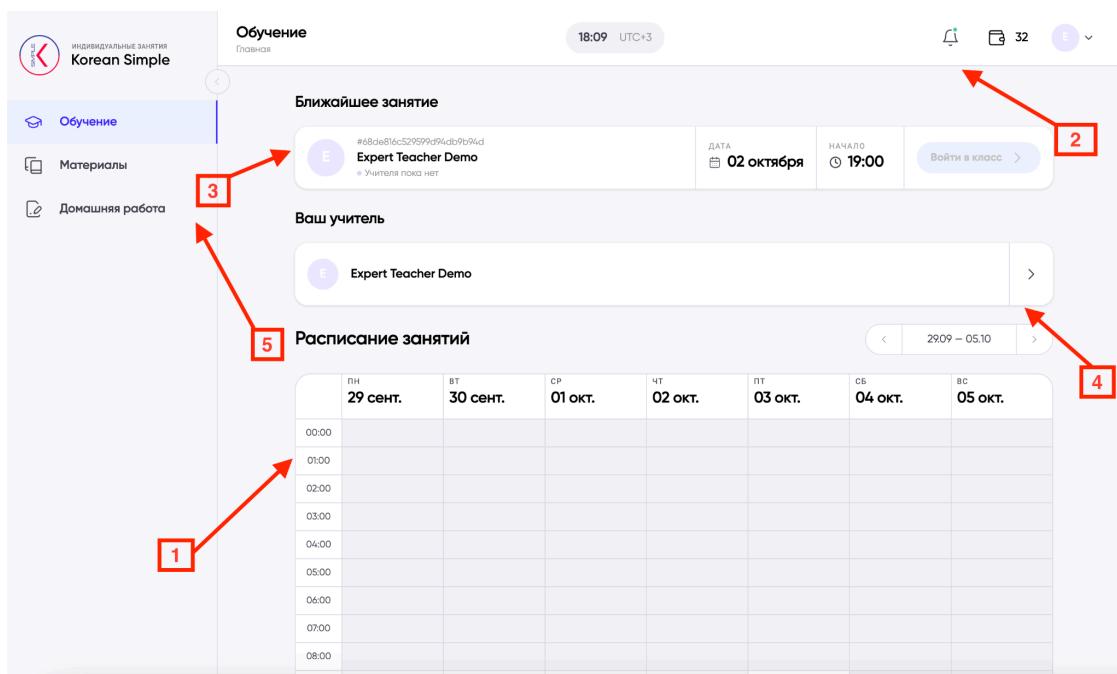 SIMPLE
ИНДИВИДУАЛЬНЫЕ ЗАНЯТИЯ
Korean Simple
Обучение
Материалы
Домашняя работа
Обучение
Главная
18:09 UTC+3
32
E
2
Ближайшее занятие
E
#68de816c529599d94db9b94d
Expert Teacher Demo
Учителя пока нет
ДАТА
02 октября
НАЧАЛО
19:00
Войти в класс
3
Ваш учитель
E
Expert Teacher Demo
5
4
Расписание занятий
29.09 — 05.10
ПН
29 сент.
ВТ
30 сент.
СР
01 окт.
ЧТ
02 окт.
ПТ
03 окт.
СБ
04 окт.
ВС
05 окт.
00:00
01:00
02:00
03:00
04:00
05:00
06:00
07:00
08:00
1